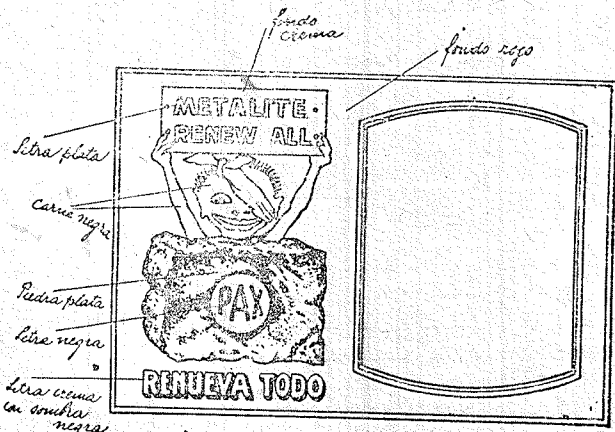 fondo
crema
fondo rojo
METALITE
RENEW ALL
Letra plata
carne negra
Piedra plata
PAX
Letra negra
RENUEVA TODO
Letra crema
con sombra
negra